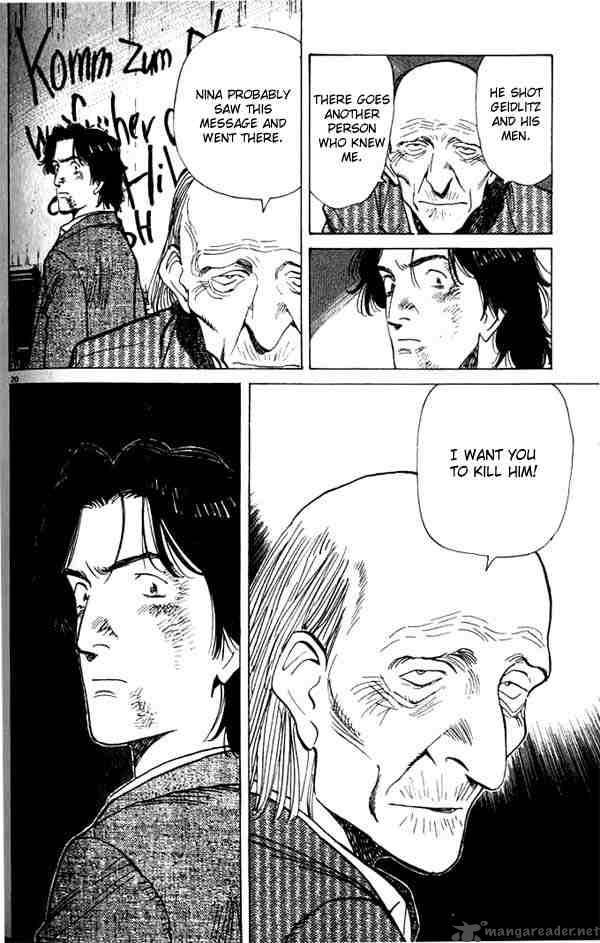 HE SHOT
GEIDLITZ
AND HIS
MEN.
THERE GOES
ANOTHER
PERSON
WHO KNEW
ME.
NINA PROBABLY
SAW THIS
MESSAGE AND
WENT THERE.
Komm zum
I WANT YOU
TO KILL HIM!
20
mangareader.net